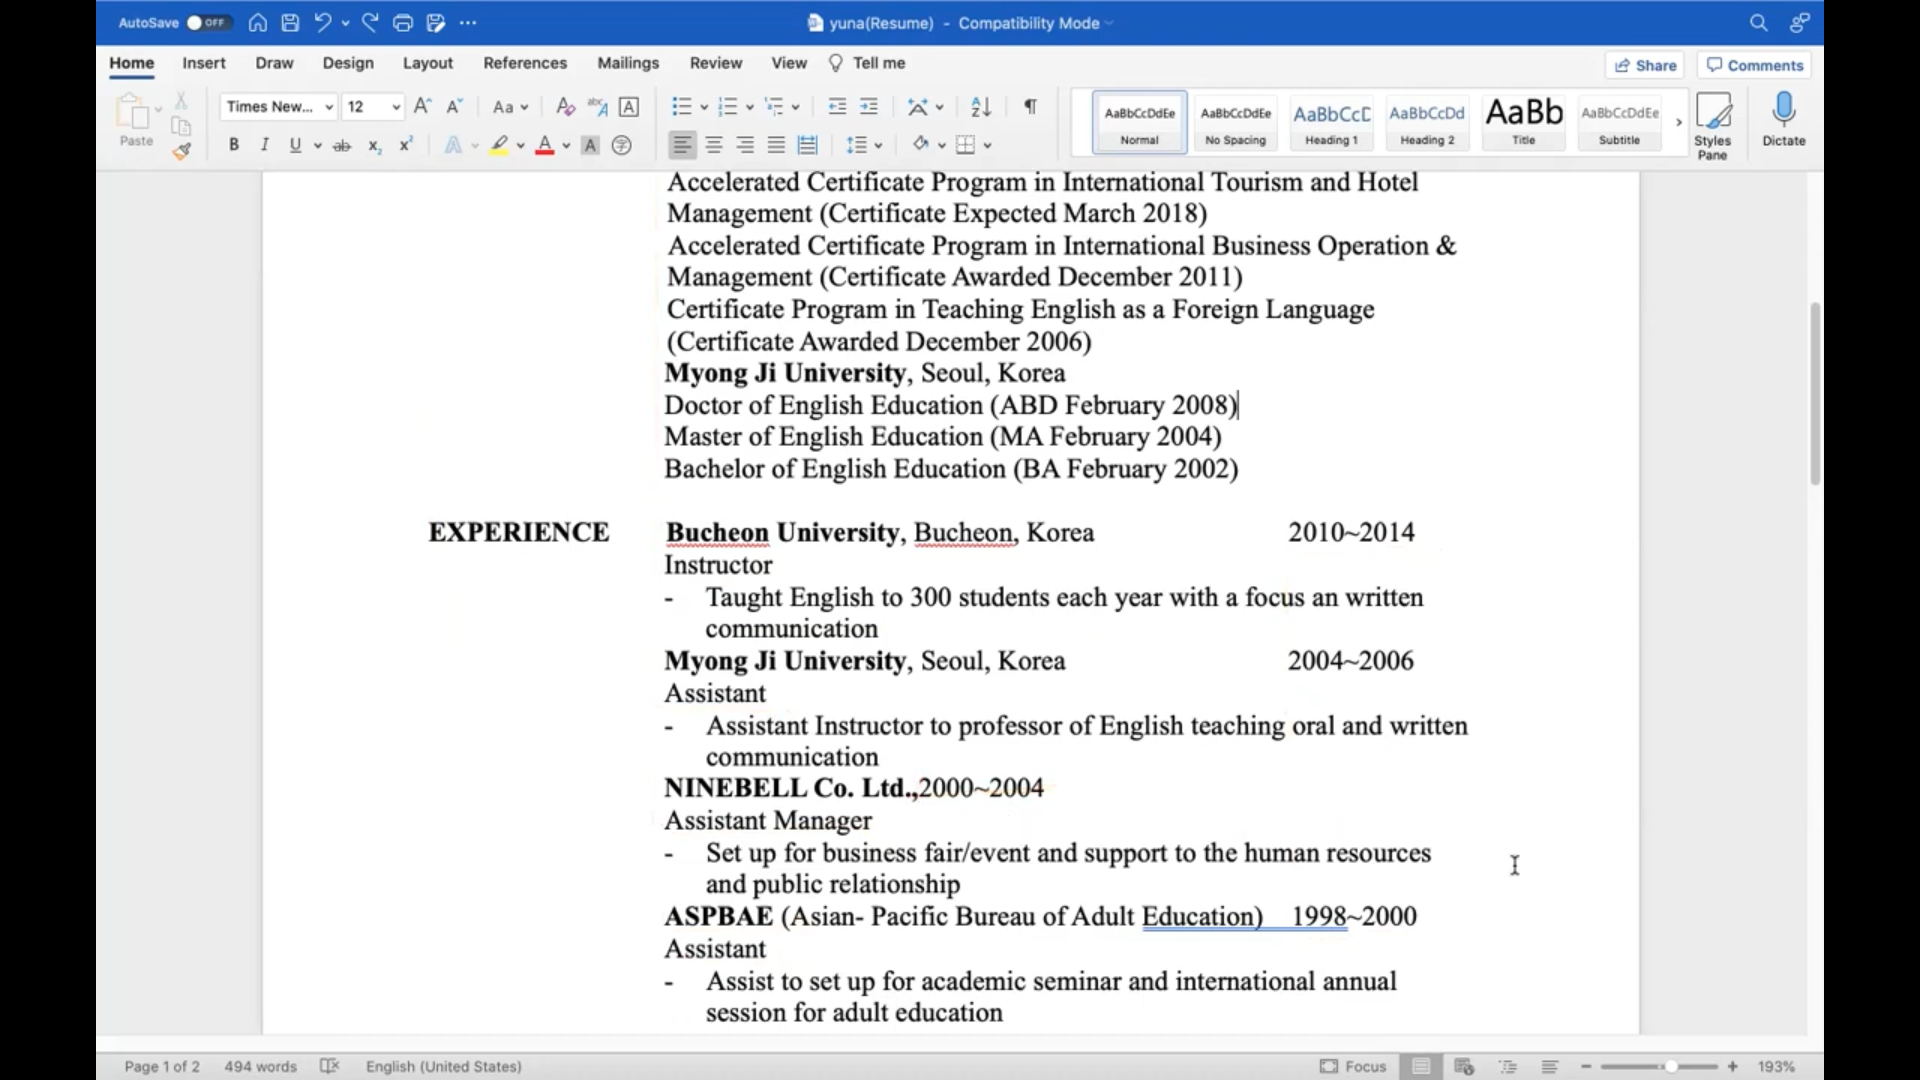 AutoSave OFF
yuna(Resume) - Compatibility Mode
Home Insert Draw Design Layout References Mailings Review View Tell me
Share Comments
Paste
Times New... 12
AaBbCcDdEe AaBbCcDdEe AaBbCcD AaBbCcDd AaBb AaBbCcDdEe
Normal No Spacing Heading 1 Heading 2 Title Subtitle
Styles Pane
Dictate
Accelerated Certificate Program in International Tourism and Hotel
Management (Certificate Expected March 2018)
Accelerated Certificate Program in International Business Operation &
Management (Certificate Awarded December 2011)
Certificate Program in Teaching English as a Foreign Language
(Certificate Awarded December 2006)
Myong Ji University, Seoul, Korea
Doctor of English Education (ABD February 2008)
Master of English Education (MA February 2004)
Bachelor of English Education (BA February 2002)
EXPERIENCE Bucheon University, Bucheon, Korea 2010~2014
Instructor
- Taught English to 300 students each year with a focus an written
communication
Myong Ji University, Seoul, Korea 2004~2006
Assistant
- Assistant Instructor to professor of English teaching oral and written
communication
NINEBELL Co. Ltd.,2000~2004
Assistant Manager
- Set up for business fair/event and support to the human resources
and public relationship
ASPBAE (Asian- Pacific Bureau of Adult Education) 1998~2000
Assistant
- Assist to set up for academic seminar and international annual
session for adult education
Page 1 of 2 494 words English (United States) Focus 193%